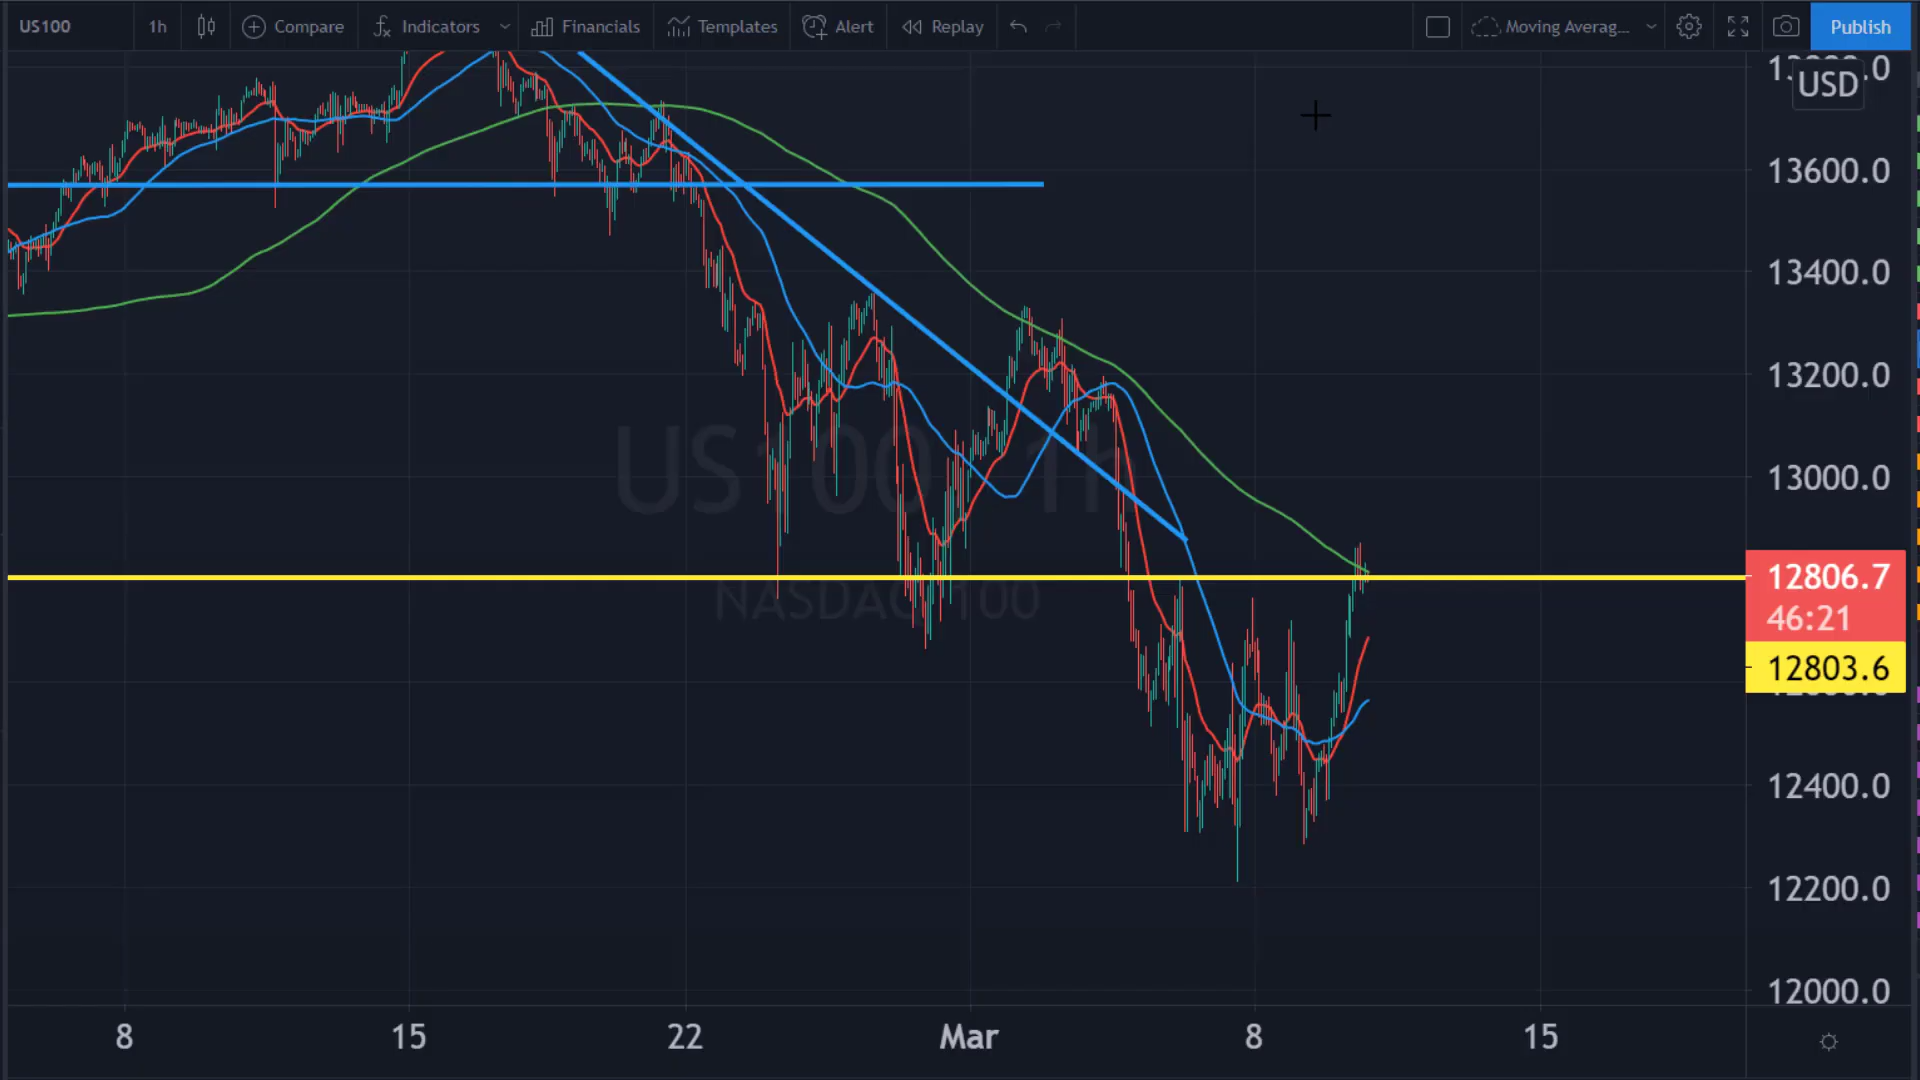 US100 1h Compare Indicators Financials Templates Alert Replay Moving Averag... Publish
USD
13600.0
13400.0
13200.0
13000.0
US100 1h
NASDAQ 100
12806.7
46:21
12803.6
12400.0
12200.0
12000.0
8 15 22 Mar 8 15